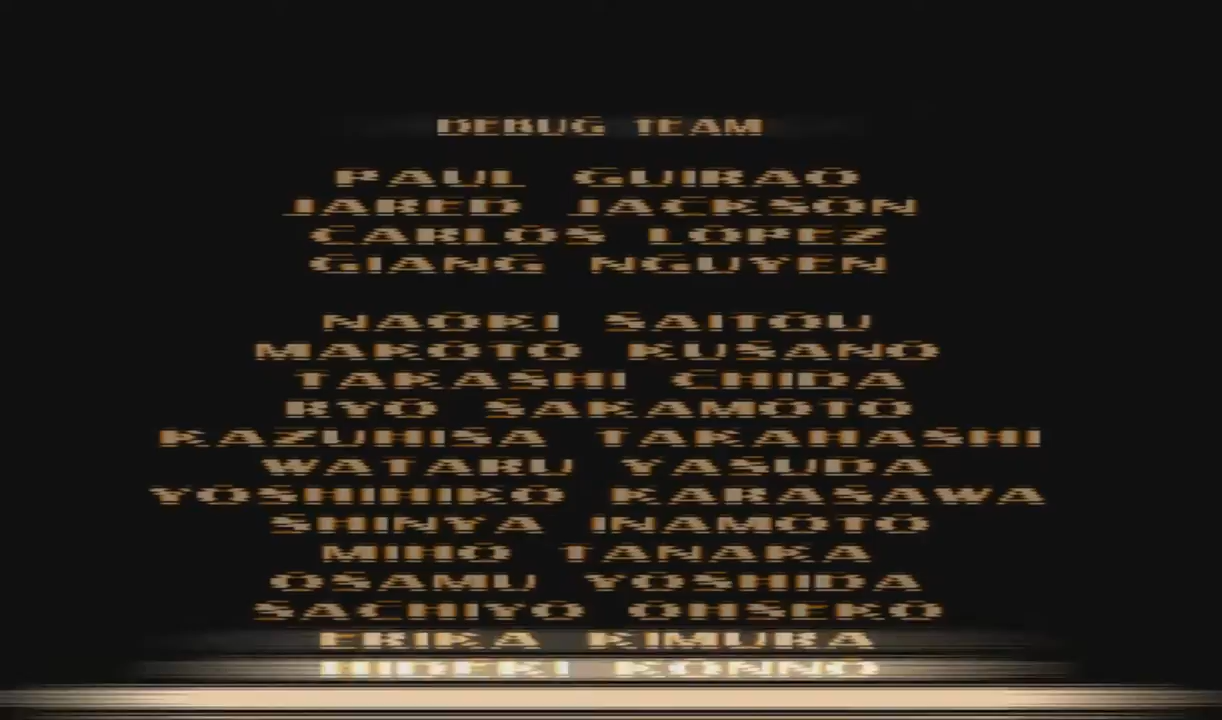 DEBUG TEAM
PAUL GUIRAO
JARED JACKSON
CARLOS LOPEZ
GIANG NGUYEN
NAOKI SAITOU
MAKOTO KUSANO
TAKASHI CHIDA
RYO SAKAMOTO
KAZUHISA TAKAHASHI
WATARU YASUDA
YOSHIHIKO KARASAWA
SHINYA INAMOTO
MIHO TANAKA
OSAMU YOSHIDA
SACHIYO OHSEKO
ERIKA KIMURA
HIDEKI KONNO